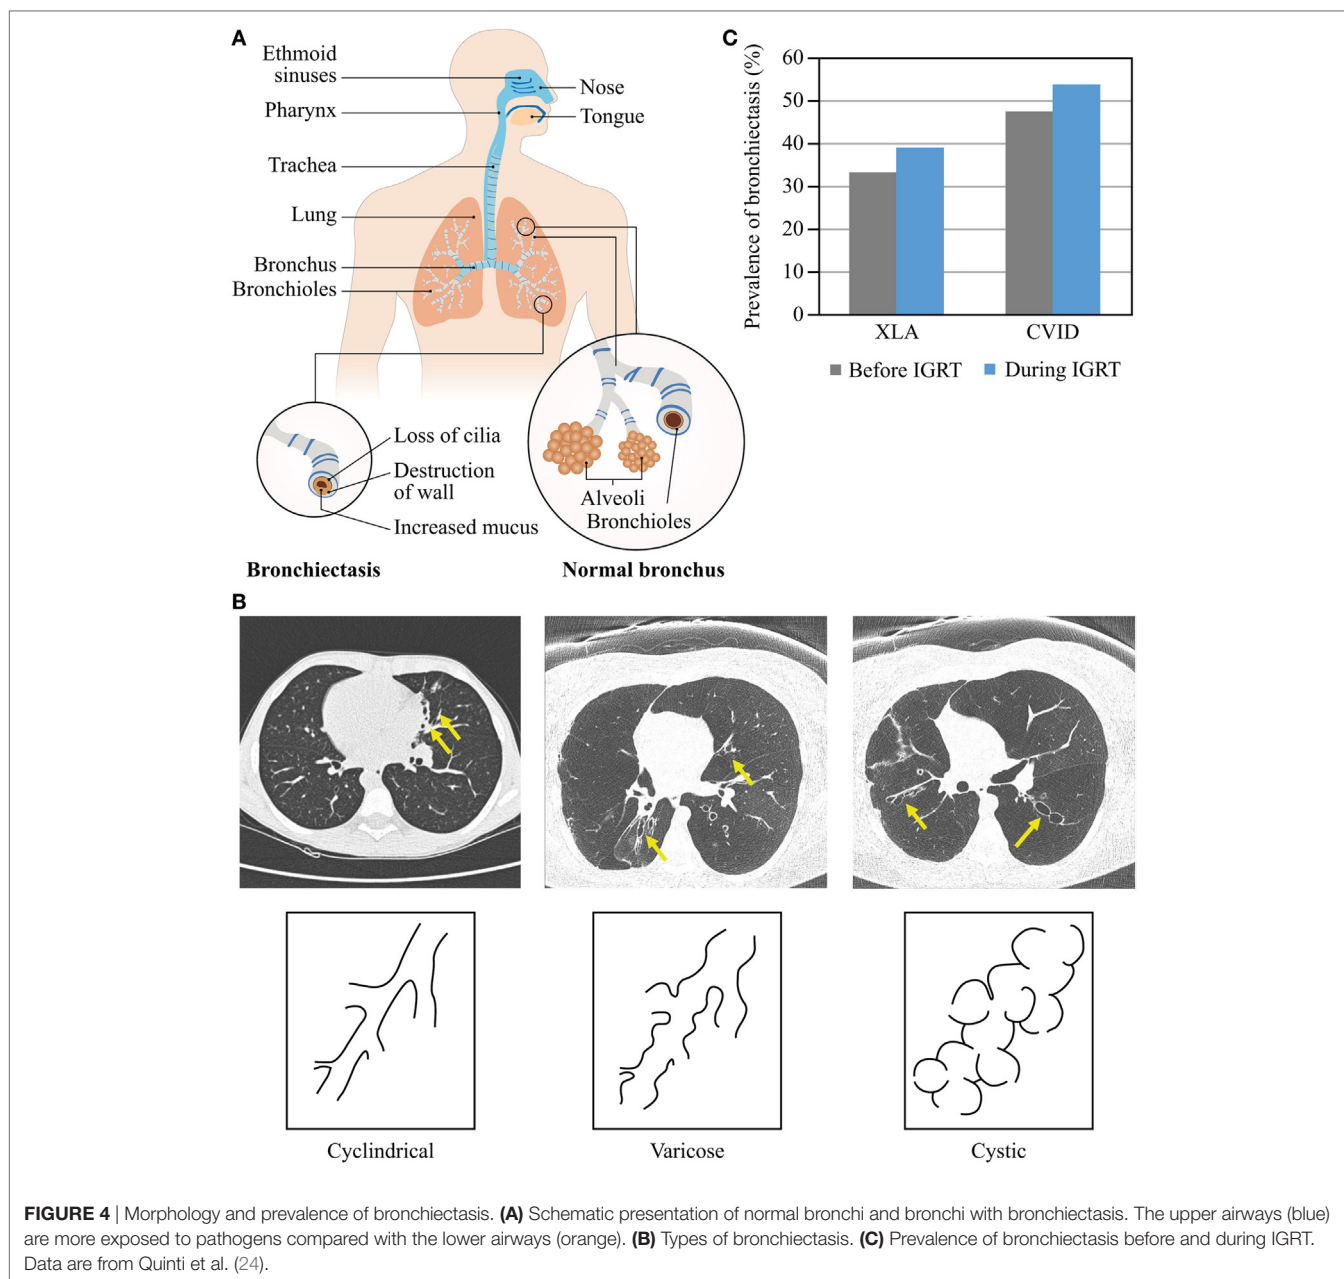 A
Ethmoid
sinuses
Nose
Pharynx
Tongue
Trachea
Lung
Bronchus
Bronchioles
Loss of cilia
Destruction
of wall
Increased mucus
Alveoli
Bronchioles
Bronchiectasis
Normal bronchus
C
Prevalence of bronchiectasis (%)
60
50
40
30
20
10
0
XLA
CVID
Before IGRT
During IGRT
B
Cyclindrical
Varicose
Cystic
FIGURE 4 | Morphology and prevalence of bronchiectasis. (A) Schematic presentation of normal bronchi and bronchi with bronchiectasis. The upper airways (blue)
are more exposed to pathogens compared with the lower airways (orange). (B) Types of bronchiectasis. (C) Prevalence of bronchiectasis before and during IGRT.
Data are from Quinti et al. (24).